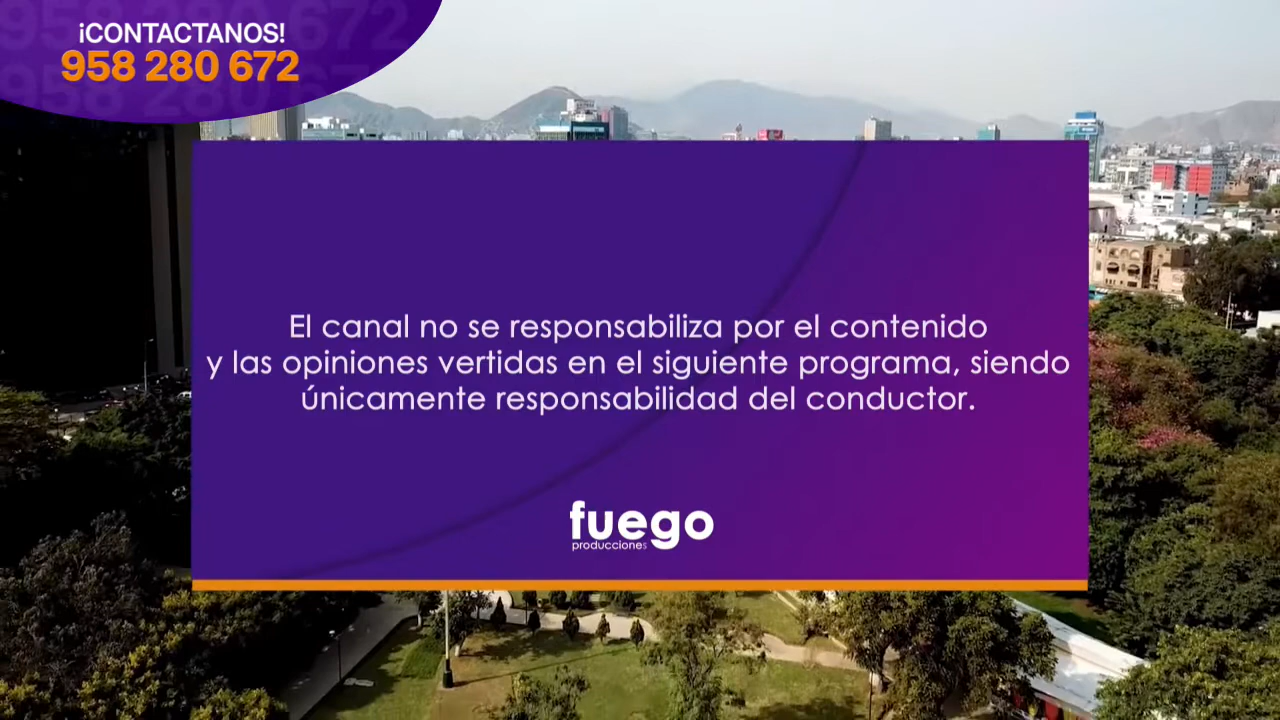 ¡CONTACTANOS!
958 280 672
El canal no se responsabiliza por el contenido
y las opiniones vertidas en el siguiente programa, siendo
únicamente responsabilidad del conductor.
fuego
producciones